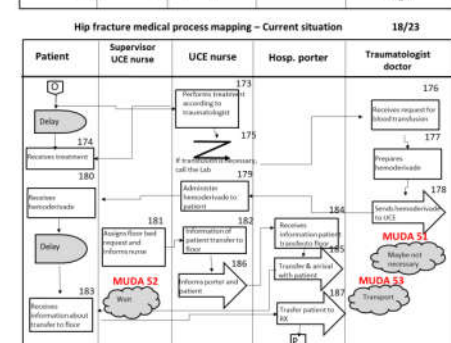 Hip fracture medical process mapping – Current situation 18/23
Patient
Supervisor
UCE nurse
UCE nurse
Hosp. porter
Traumatologist
doctor
O
173
Performs treatment
according to
traumatologist
Delay
174
Receives treatment
175
If transfusion is necessary,
call the Lab
176
Receives request for
blood transfusion
177
Prepares
hemoderivade
178
Sends hemoderivade
to UCE
179
Administer
hemoderivade to
patient
180
Receives
hemoderivade
Delay
181
Assigns floor bed
request and
informs nurse
182
Information of
patient transfer to
floor
183
Receives
information about
transfer to floor
184
Receives
information patient
transfer to floor
185
Transfer & arrival
with patient
186
Informs porter and
patient
187
Trasfer patient to
RX
MUDA 51
Maybe not
necessary
MUDA 52
Wait
MUDA 53
Transport
P